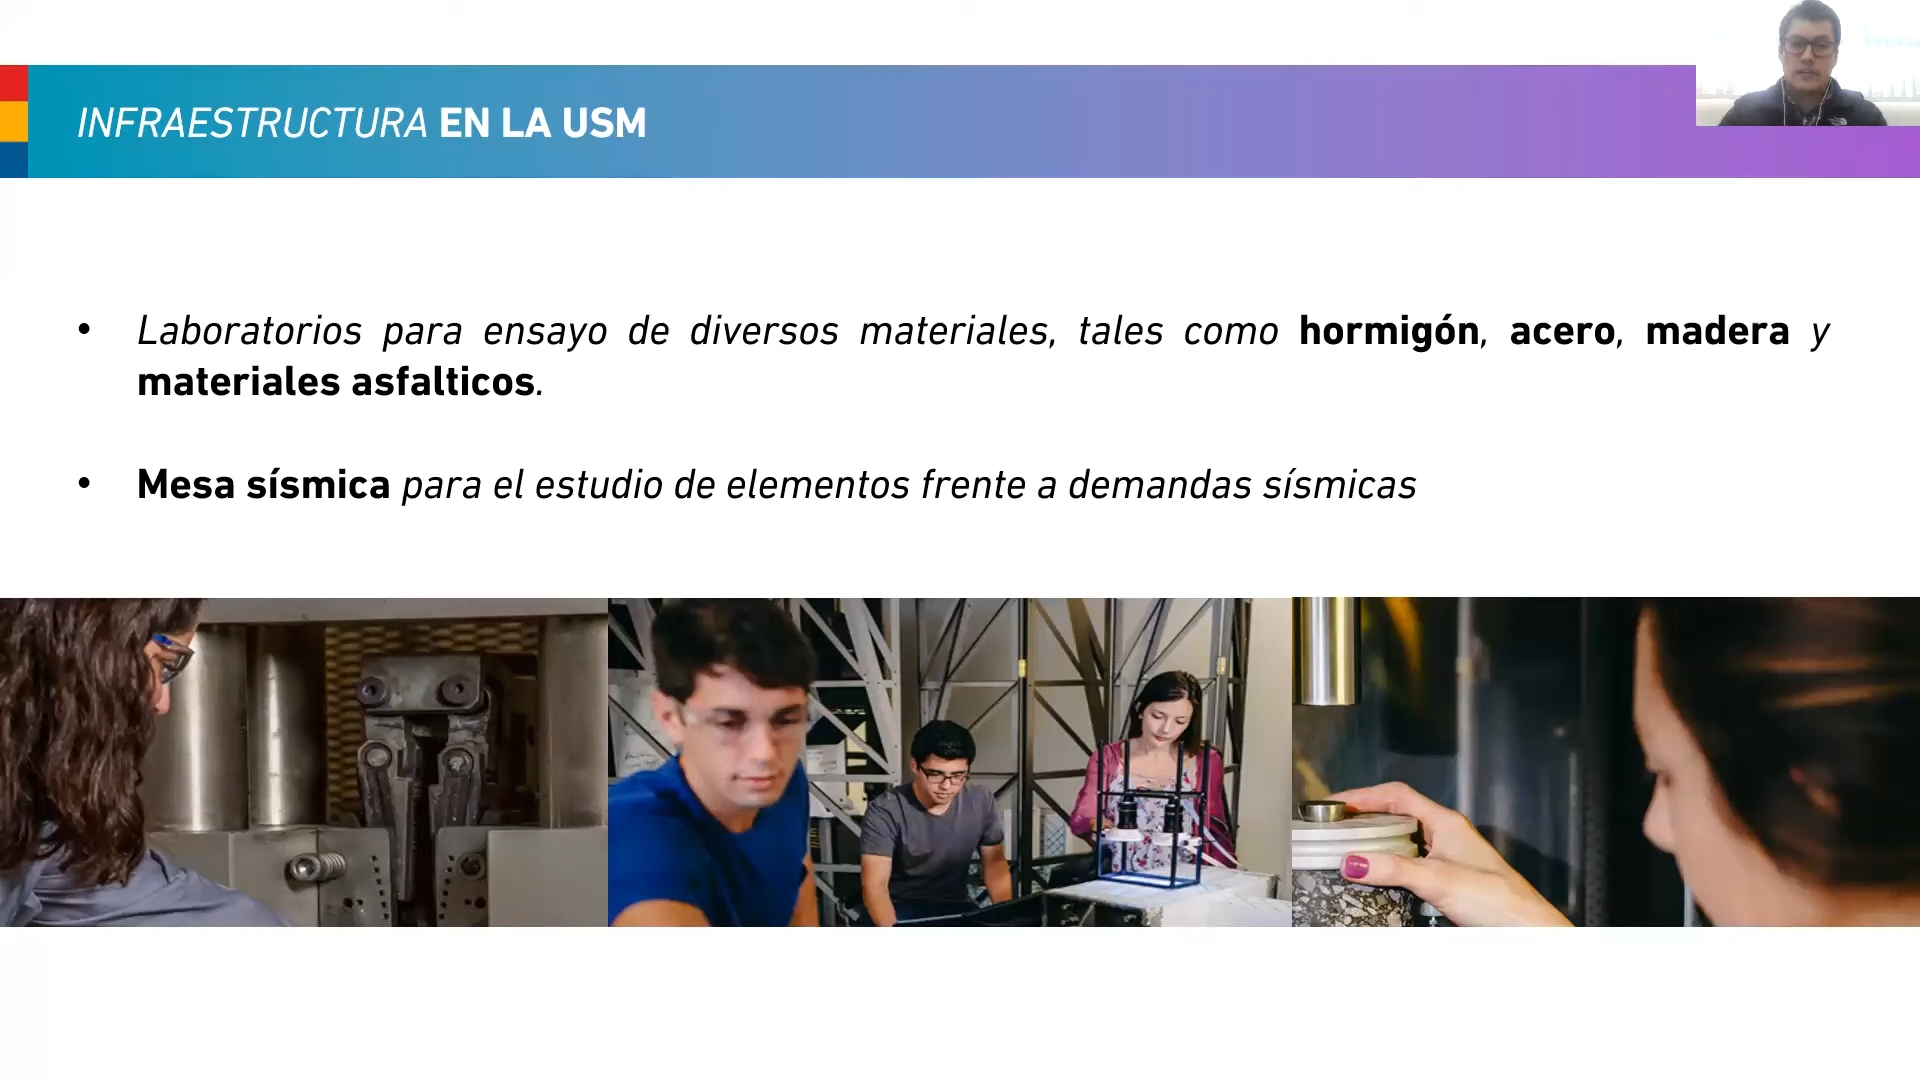 INFRAESTRUCTURA EN LA USM
• Laboratorios para ensayo de diversos materiales, tales como hormigón, acero, madera y
materiales asfalticos.
• Mesa sísmica para el estudio de elementos frente a demandas sísmicas